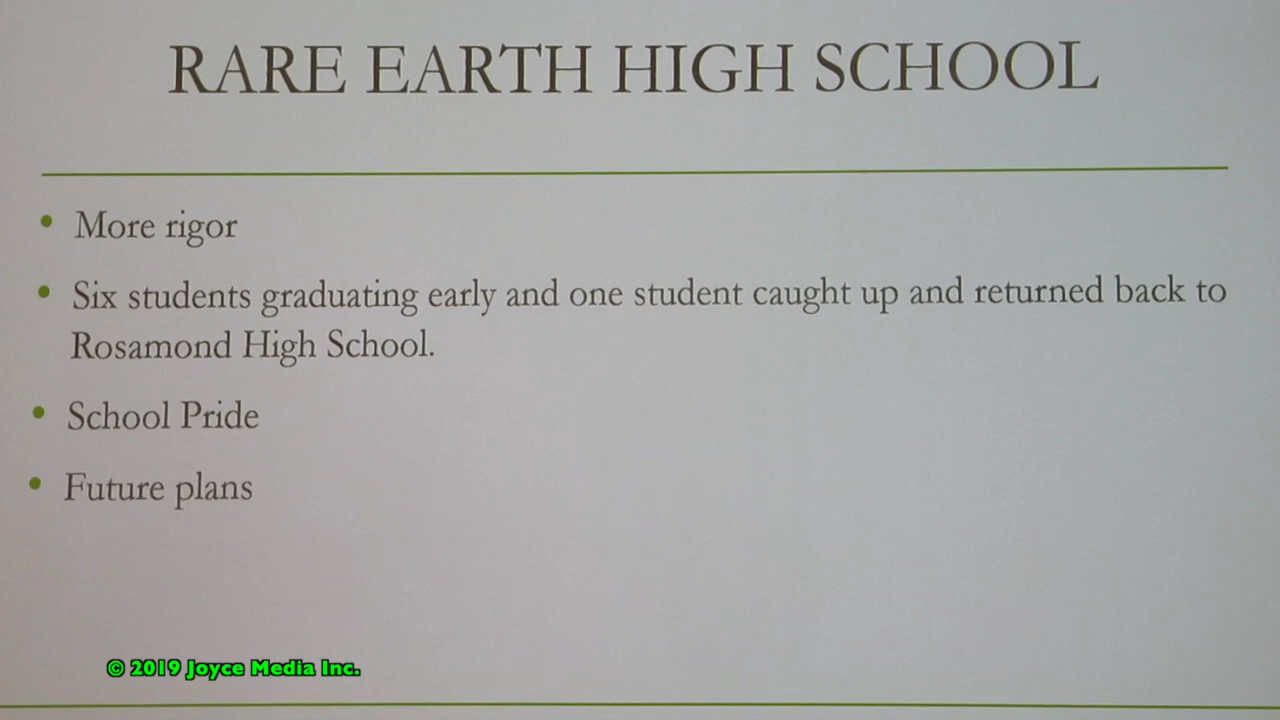 RARE EARTH HIGH SCHOOL
• More rigor
• Six students graduating early and one student caught up and returned back to
Rosamond High School.
• School Pride
• Future plans
© 2019 Joyce Media Inc.